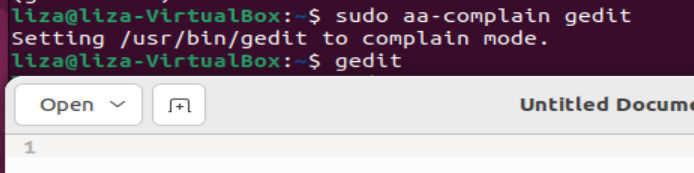 liza@liza-VirtualBox:~$ sudo aa-complain gedit
Setting /usr/bin/gedit to complain mode.
liza@liza-VirtualBox:~$ gedit
Open
Untitled Docume
1